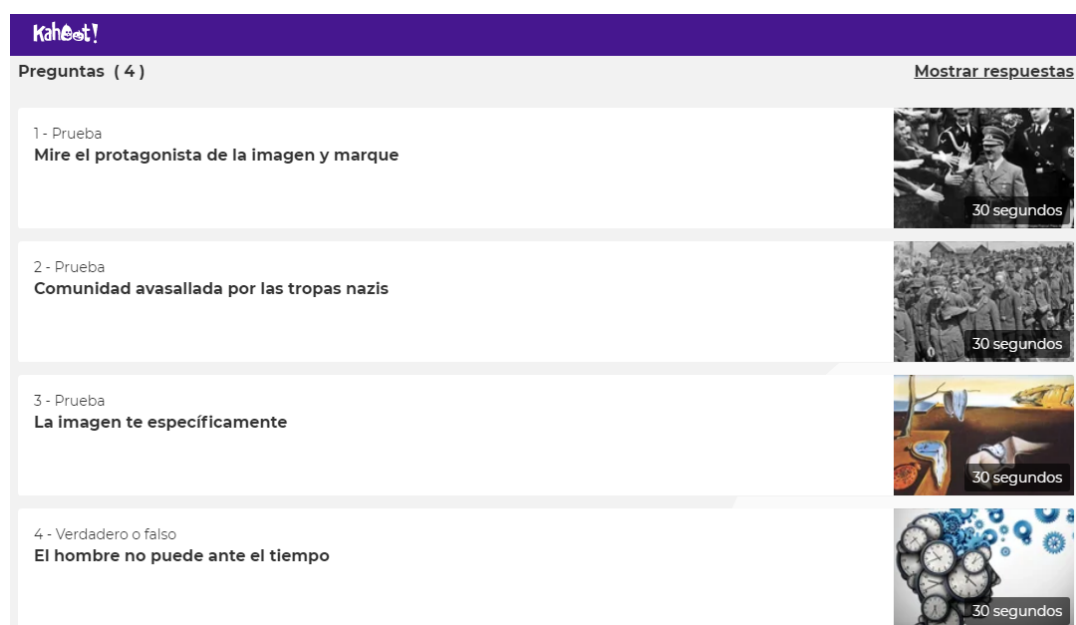 Kahoot!
Preguntas (4)
Mostrar respuestas
1 - Prueba
Mire el protagonista de la imagen y marque
30 segundos
2 - Prueba
Comunidad avasallada por las tropas nazis
30 segundos
3 - Prueba
La imagen te específicamente
30 segundos
4 - Verdadero o falso
El hombre no puede ante el tiempo
30 segundos